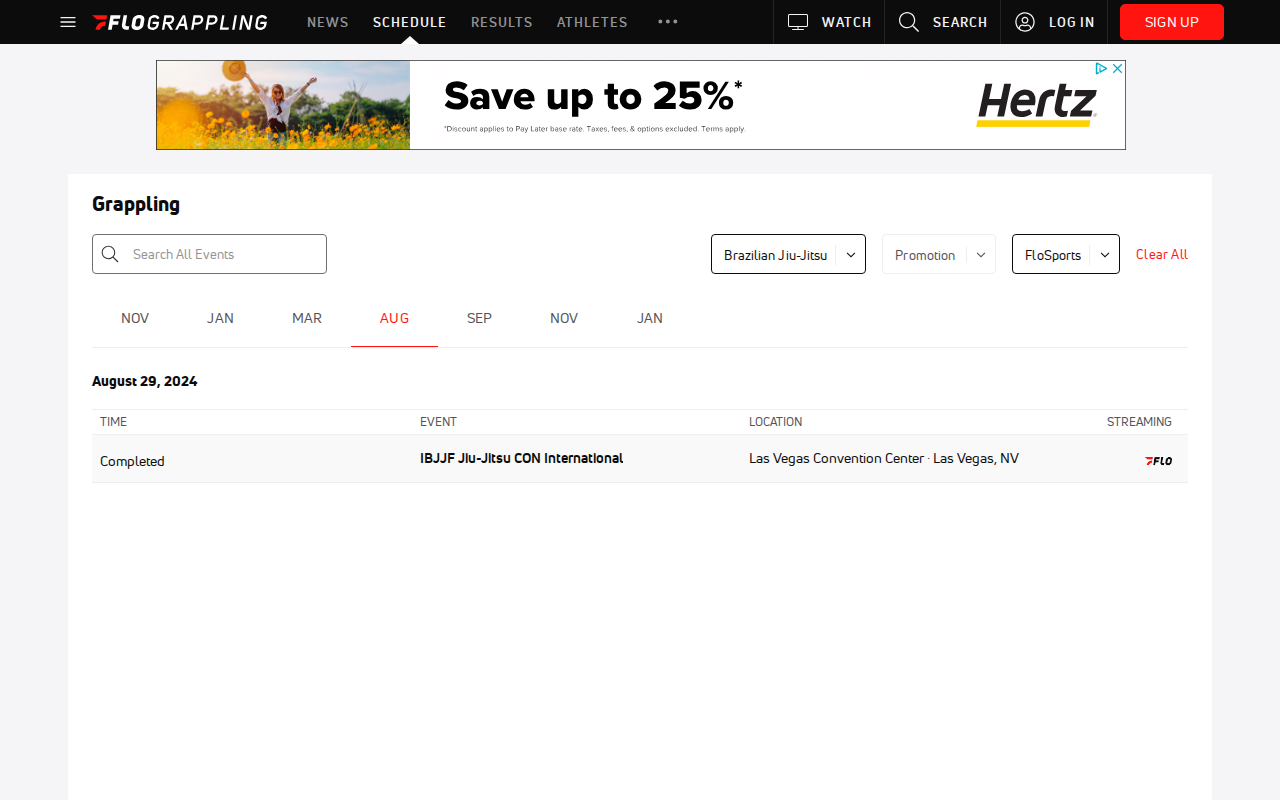 FLOGRAPPLING
NEWS
SCHEDULE
RESULTS
ATHLETES
WATCH
SEARCH
LOG IN
SIGN UP
Save up to 25%*
*Discount applies to Pay Later base rate. Taxes, fees, & options excluded. Terms apply.
Hertz
Grappling
Search All Events
Brazilian Jiu-Jitsu
Promotion
FloSports
Clear All
NOV JAN MAR AUG SEP NOV JAN
August 29, 2024
TIME EVENT LOCATION STREAMING
Completed IBJJF Jiu-Jitsu CON International Las Vegas Convention Center · Las Vegas, NV FLO